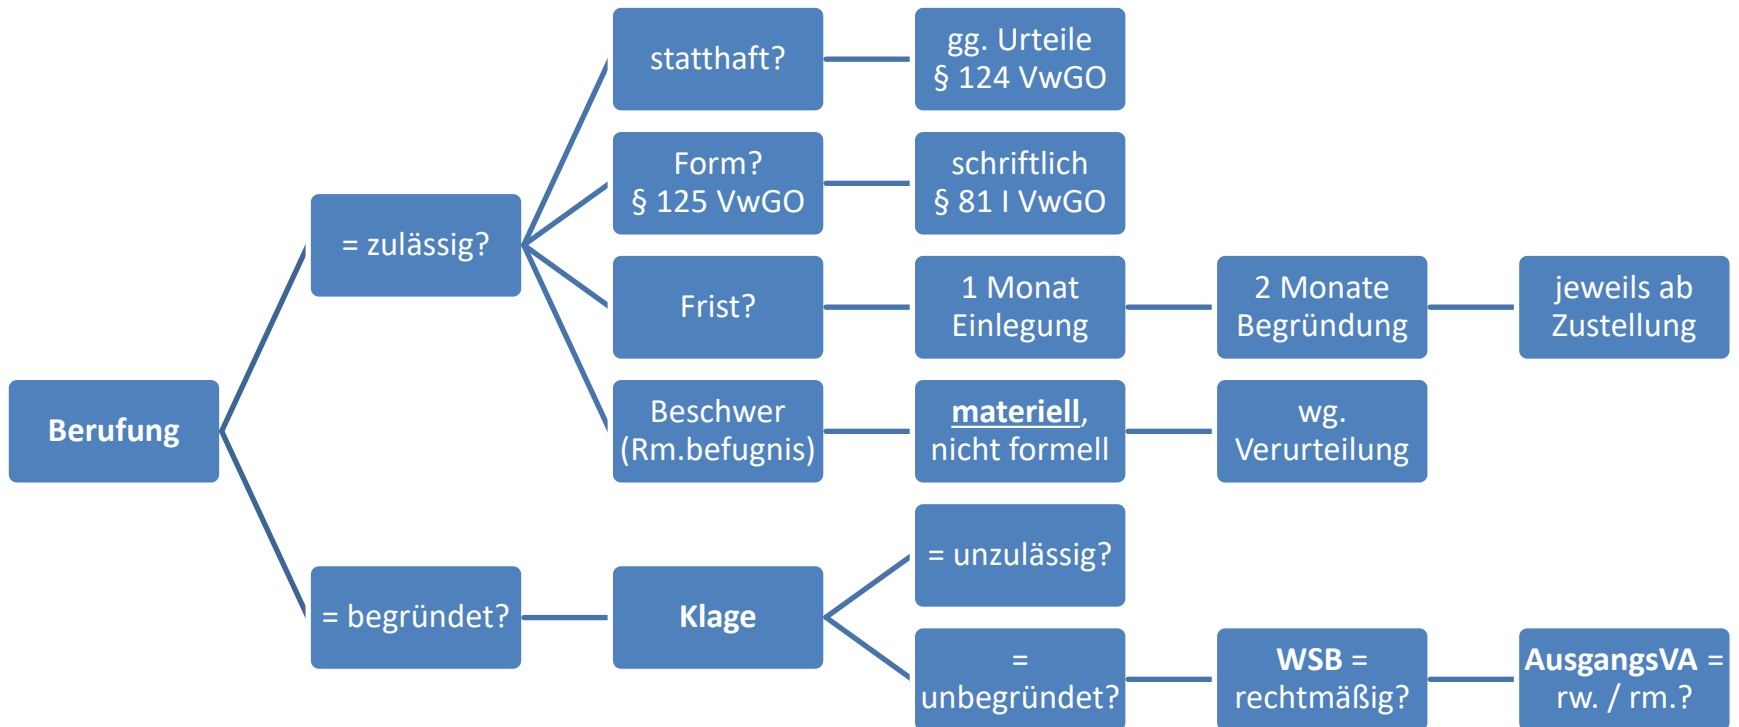 statthaft?
gg. Urteile
§ 124 VwGO
Form?
§ 125 VwGO
schriftlich
§ 81 I VwGO
= zulässig?
Frist?
1 Monat
Einlegung
2 Monate
Begründung
jeweils ab
Zustellung
Berufung
Beschwer
(Rm.befugnis)
materiell,
nicht formell
wg.
Verurteilung
= unzulässig?
= begründet?
Klage
=
unbegründet?
WSB =
rechtmäßig?
AusgangsVA =
rw. / rm.?